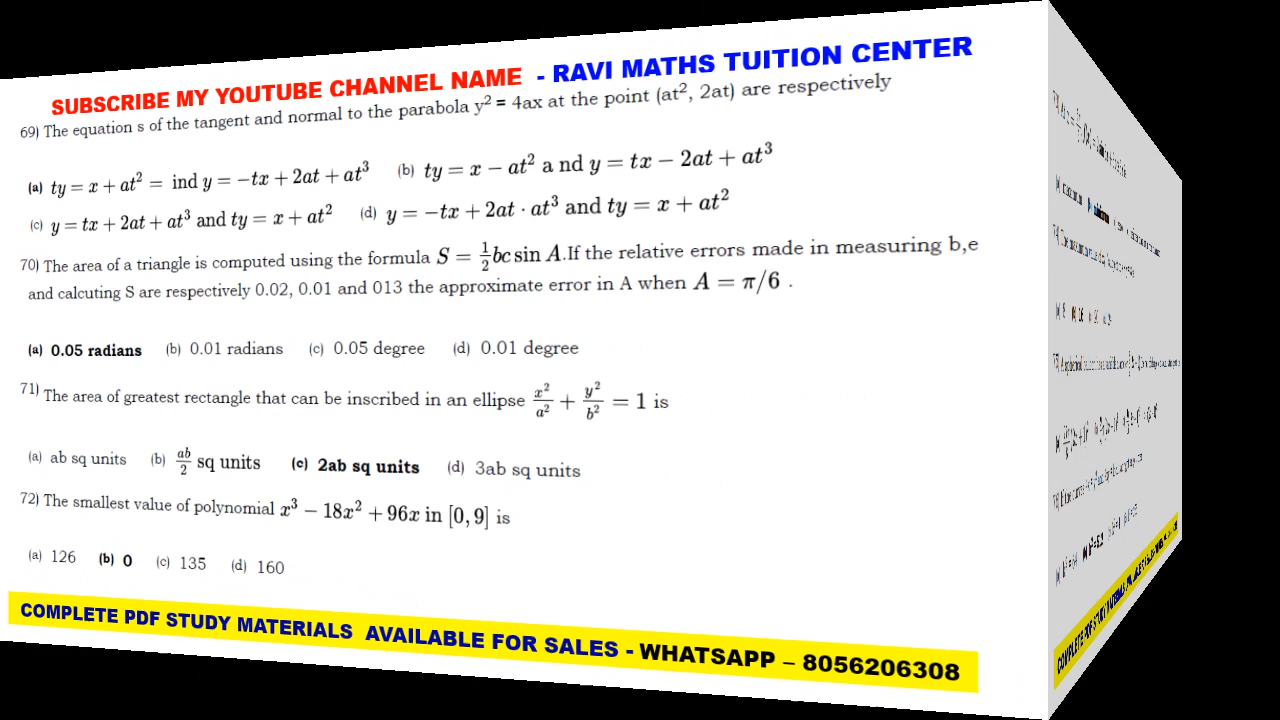 SUBSCRIBE MY YOUTUBE CHANNEL NAME - RAVI MATHS TUITION CENTER
69) The equation s of the tangent and normal to the parabola y² = 4ax at the point (at², 2at) are respectively
(a) ty = x + at² = ind y = −tx + 2at + at³ (b) ty = x − at² a nd y = tx − 2at + at³
(c) y = tx + 2at + at³ and ty = x + at² (d) y = −tx + 2at · at³ and ty = x + at²
70) The area of a triangle is computed using the formula S = 1/2 bc sin A.If the relative errors made in measuring b,e
and calcuting S are respectively 0.02, 0.01 and 013 the approximate error in A when A = π/6 .
(a) 0.05 radians (b) 0.01 radians (c) 0.05 degree (d) 0.01 degree
71) The area of greatest rectangle that can be inscribed in an ellipse x²/a² + y²/b² = 1 is
(a) ab sq units (b) ab/2 sq units (c) 2ab sq units (d) 3ab sq units
72) The smallest value of polynomial x³ − 18x² + 96x in [0, 9] is
(a) 126 (b) 0 (c) 135 (d) 160
COMPLETE PDF STUDY MATERIALS AVAILABLE FOR SALES - WHATSAPP – 8056206308